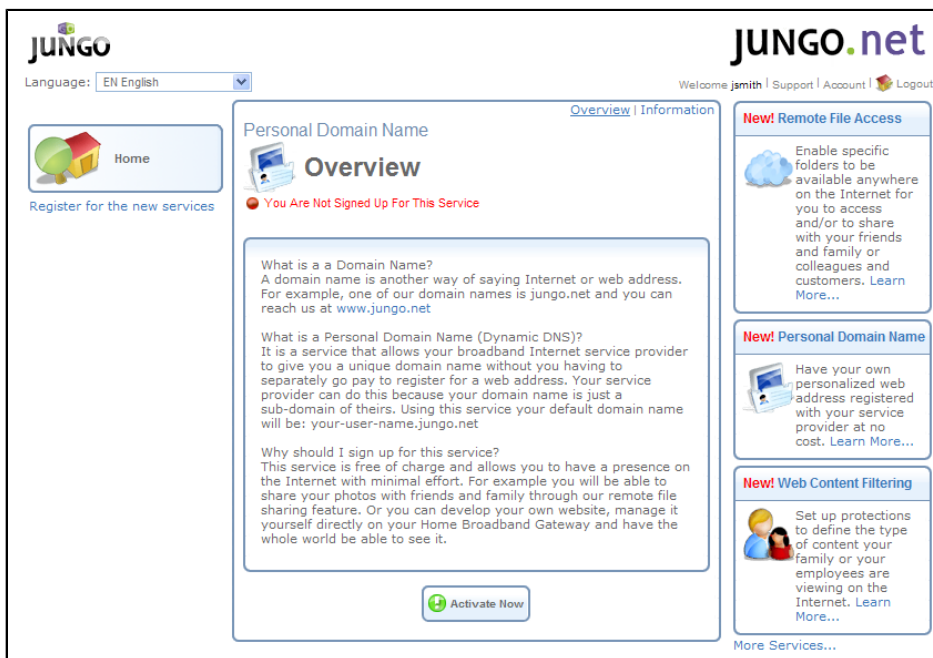 JUNGO
JUNGO.net
Language: EN English
Welcome jsmith | Support | Account | Logout
Home
Register for the new services
Overview | Information
Personal Domain Name
Overview
You Are Not Signed Up For This Service
What is a a Domain Name?
A domain name is another way of saying Internet or web address.
For example, one of our domain names is jungo.net and you can
reach us at www.jungo.net
What is a Personal Domain Name (Dynamic DNS)?
It is a service that allows your broadband Internet service provider
to give you a unique domain name without you having to
separately go pay to register for a web address. Your service
provider can do this because your domain name is just a
sub-domain of theirs. Using this service your default domain name
will be: your-user-name.jungo.net
Why should I sign up for this service?
This service is free of charge and allows you to have a presence on
the Internet with minimal effort. For example you will be able to
share your photos with friends and family through our remote file
sharing feature. Or you can develop your own website, manage it
yourself directly on your Home Broadband Gateway and have the
whole world be able to see it.
Activate Now
New! Remote File Access
Enable specific
folders to be
available anywhere
on the Internet for
you to access
and/or to share
with your friends
and family or
colleagues and
customers. Learn
More...
New! Personal Domain Name
Have your own
personalized web
address registered
with your service
provider at no
cost. Learn More...
New! Web Content Filtering
Set up protections
to define the type
of content your
family or your
employees are
viewing on the
Internet. Learn
More...
More Services...